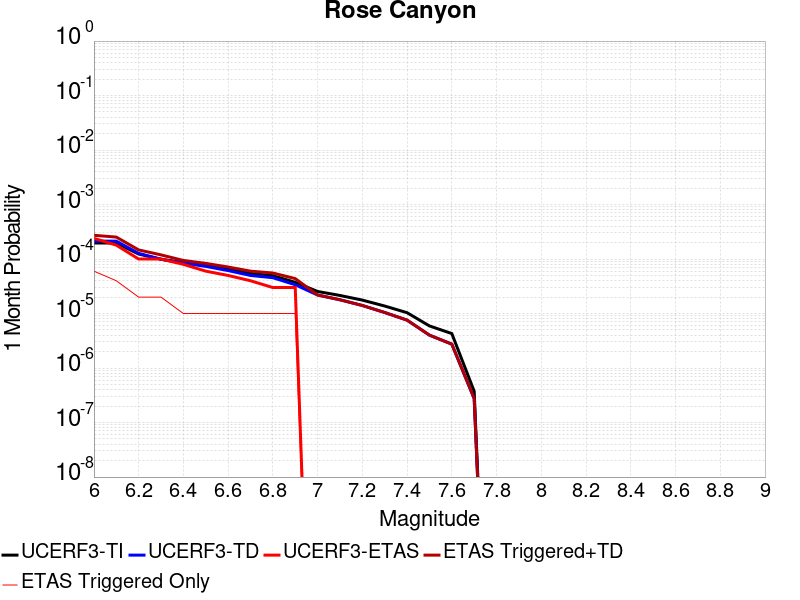 Rose Canyon
10^0
10^-1
10^-2
10^-3
10^-4
10^-5
10^-6
10^-7
10^-8
1 Month Probability
6 6.2 6.4 6.6 6.8 7 7.2 7.4 7.6 7.8 8 8.2 8.4 8.6 8.8 9
Magnitude
UCERF3-TI UCERF3-TD UCERF3-ETAS ETAS Triggered+TD
ETAS Triggered Only